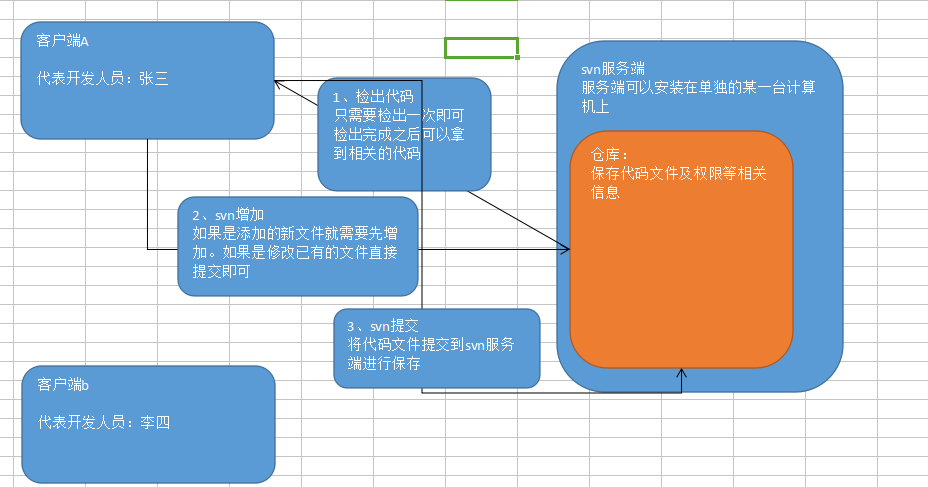 客户端A
代表开发人员：张三
1、检出代码
只需要检出一次即可
检出完成之后可以拿
到相关的代码
svn服务端
服务端可以安装在单独的某一台计算
机上
仓库：
保存代码文件及权限等相关
信息
2、svn增加
如果是添加的新文件就需要先增
加。如果是修改已有的文件直接
提交即可
3、svn提交
将代码文件提交到svn服务
端进行保存
客户端b
代表开发人员：李四